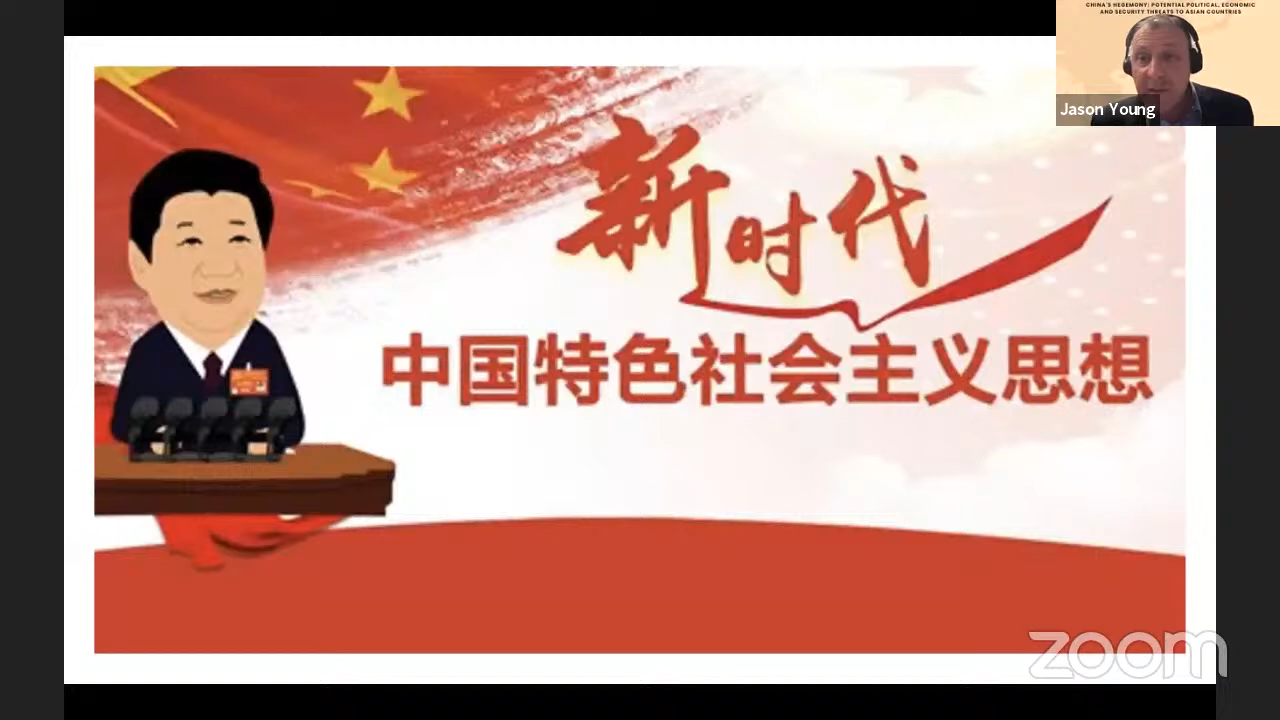 CHINA'S HEGEMONY: POTENTIAL POLITICAL, ECONOMIC
AND SECURITY THREATS TO ASIAN COUNTRIES
Jason Young
新时代
中国特色社会主义思想
zoom